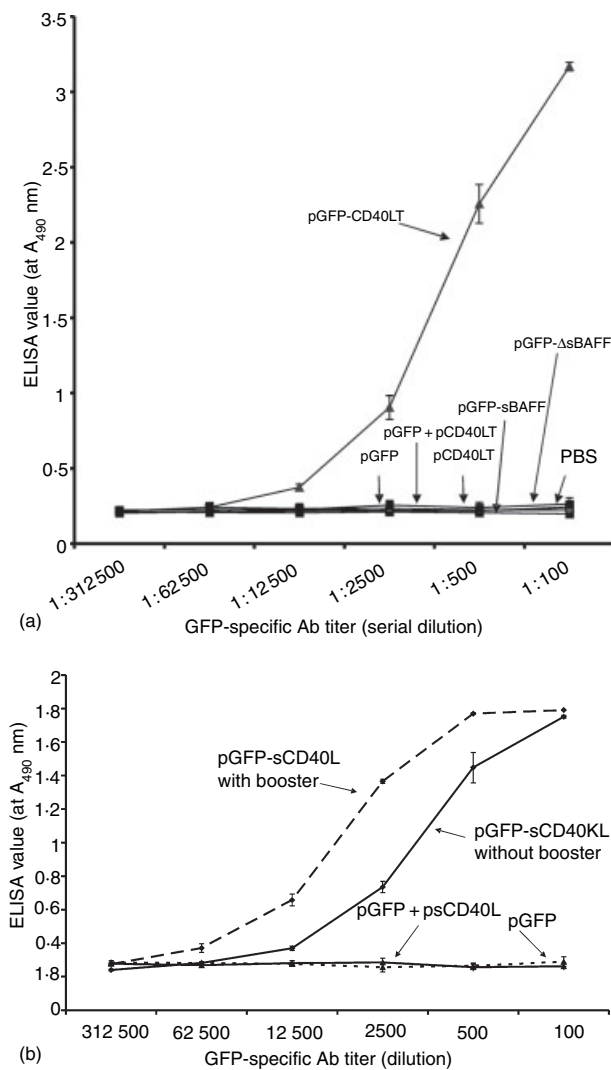 3·5
3
2·5
2
1·5
1
0·5
0
ELISA value (at A490 nm)
pGFP-CD40LT
pGFP-ΔsBAFF
pGFP-sBAFF
pGFP + pCD40LT
pGFP
pCD40LT
PBS
1:312 500
1:62 500
1:12 500
1:2500
1:500
1:100
(a)
GFP-specific Ab titer (serial dilution)
2
1·8
1·6
1·4
1·2
1
0·8
0·6
0·4
1·8
0
ELISA value (at A490 nm)
pGFP-sCD40L
with booster
pGFP-sCD40KL
without booster
pGFP + psCD40L
pGFP
312 500
62 500
12 500
2500
500
100
(b)
GFP-specific Ab titer (dilution)